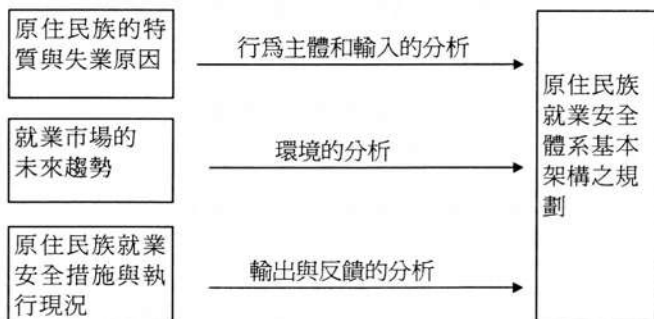 原住民族的特
質與失業原因
行爲主體和輸入的分析
就業市場的
未來趨勢
環境的分析
原住民族就業
安全措施與執
行現況
輸出與反饋的分析
原住民族
就業安全
體系基本
架構之規
劃